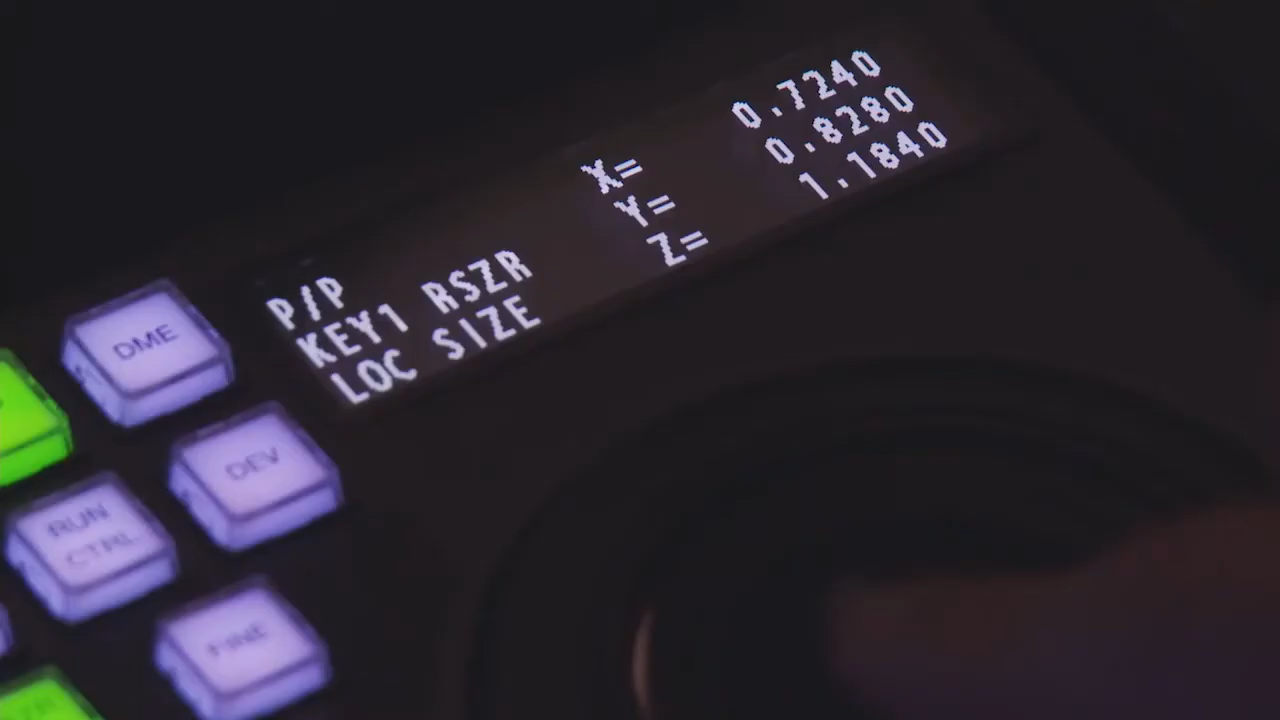 P/P
KEY1 RSZR
LOC SIZE
X= 0.7240
Y= 0.8280
Z= 1.1840
DME
DEV
RUN
CTRL
FINE